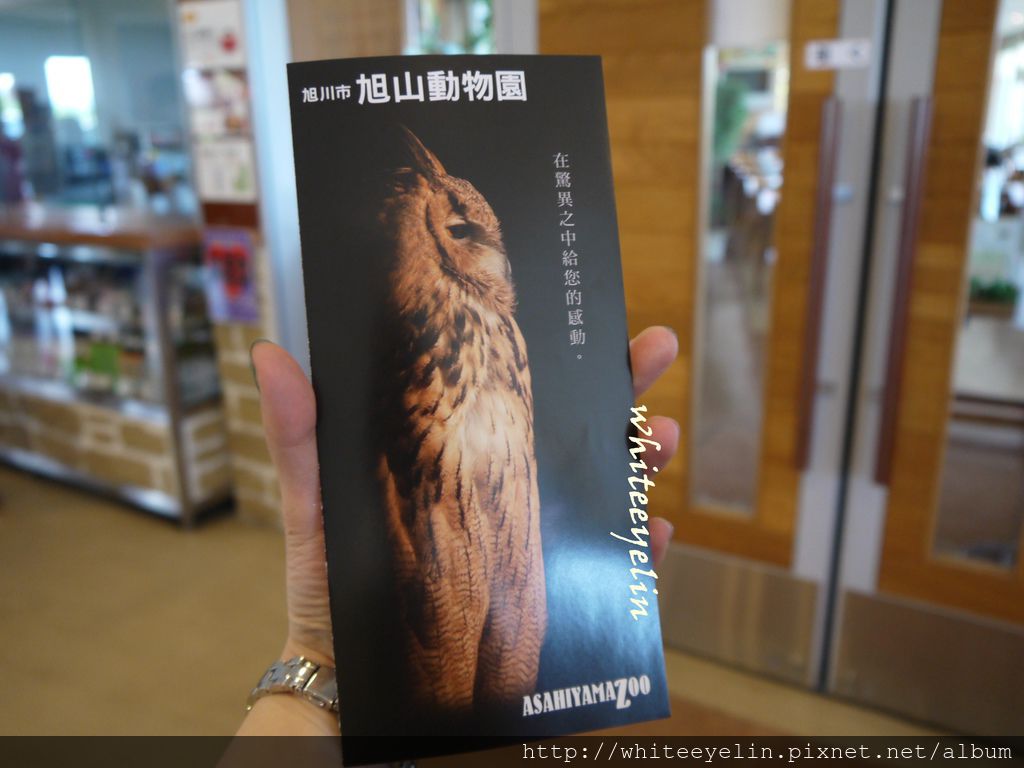 旭川市 旭山動物園
在驚異之中給您的感動。
whiteeyelin
ASAHIYAMAZOO
http://whiteeyelin.pixnet.net/album